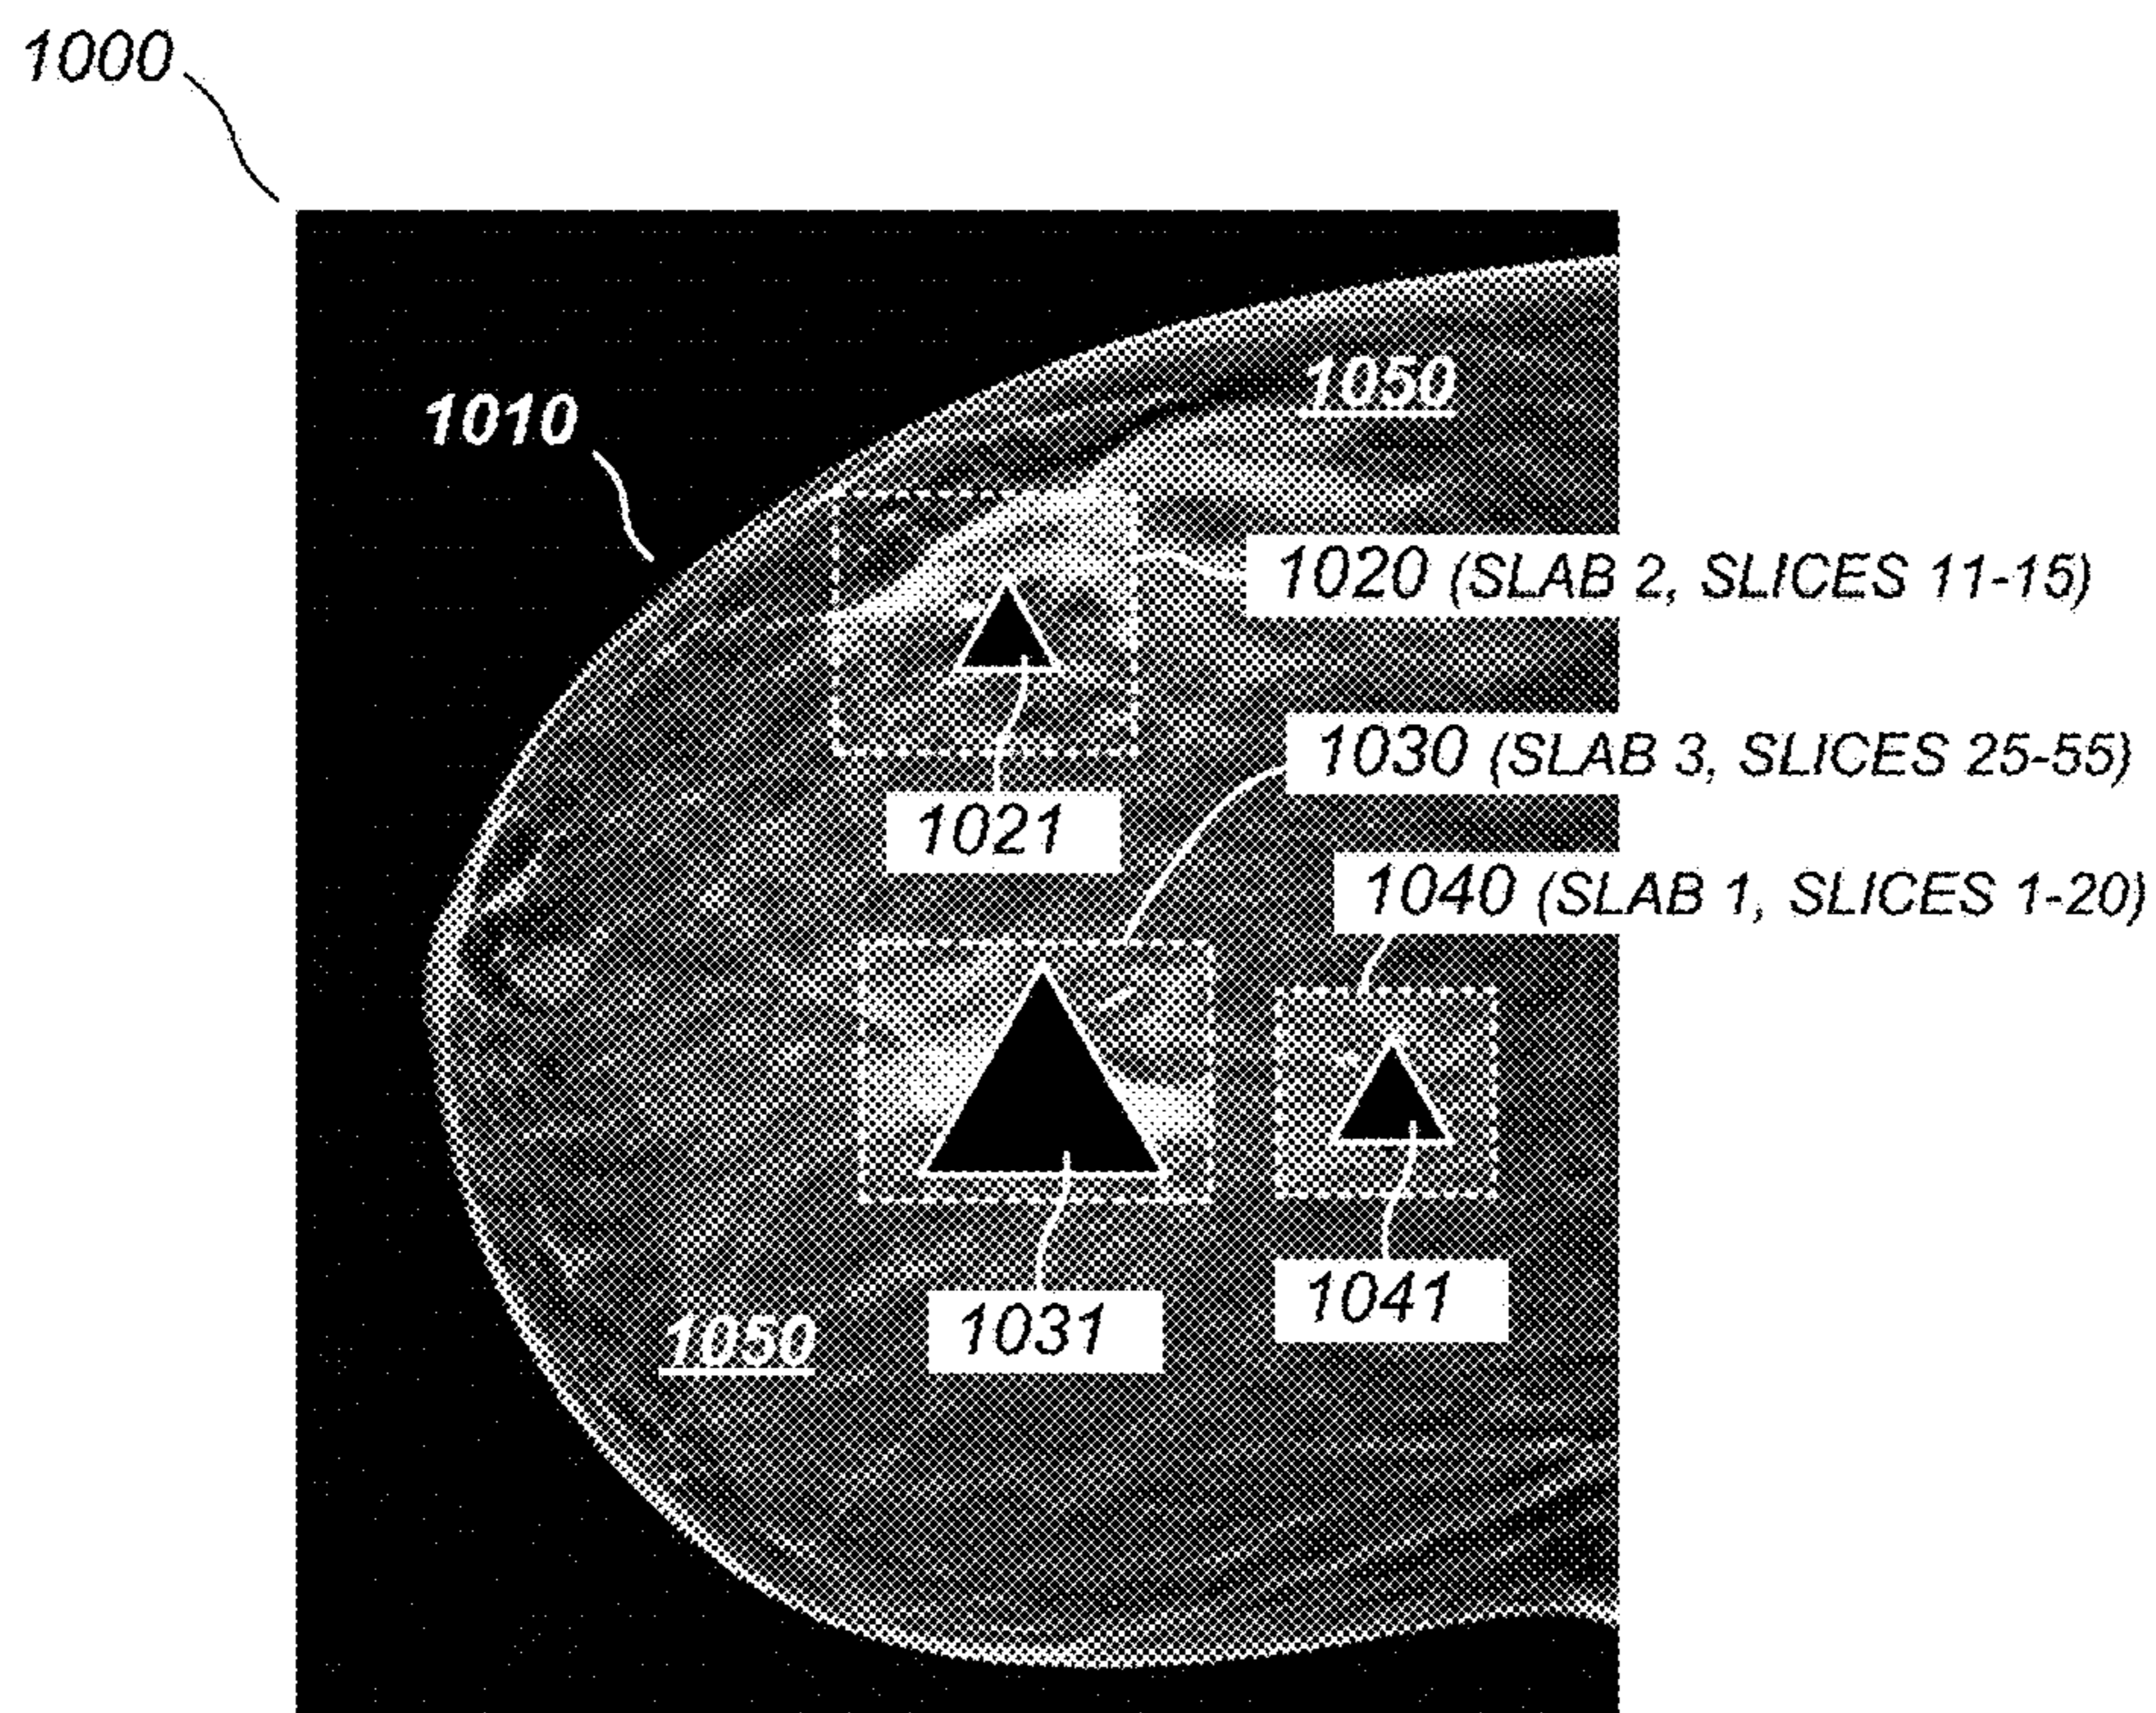 1000
1050
1010
1020 (SLAB 2, SLICES 11-15)
1030 (SLAB 3, SLICES 25-55)
1021
1040 (SLAB 1, SLICES 1-20)
1041
1031
1050